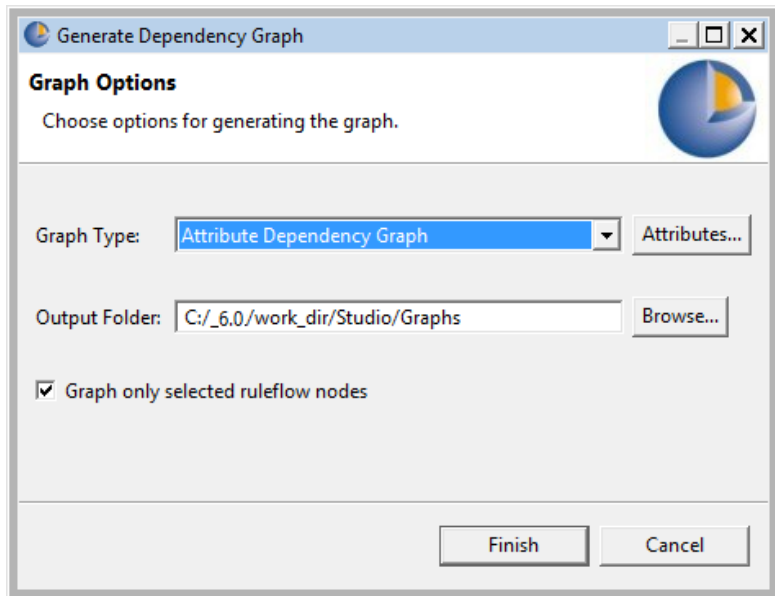 Generate Dependency Graph
Graph Options
Choose options for generating the graph.
Graph Type: Attribute Dependency Graph Attributes...
Output Folder: C:/_6.0/work_dir/Studio/Graphs Browse...
Graph only selected ruleflow nodes
Finish Cancel